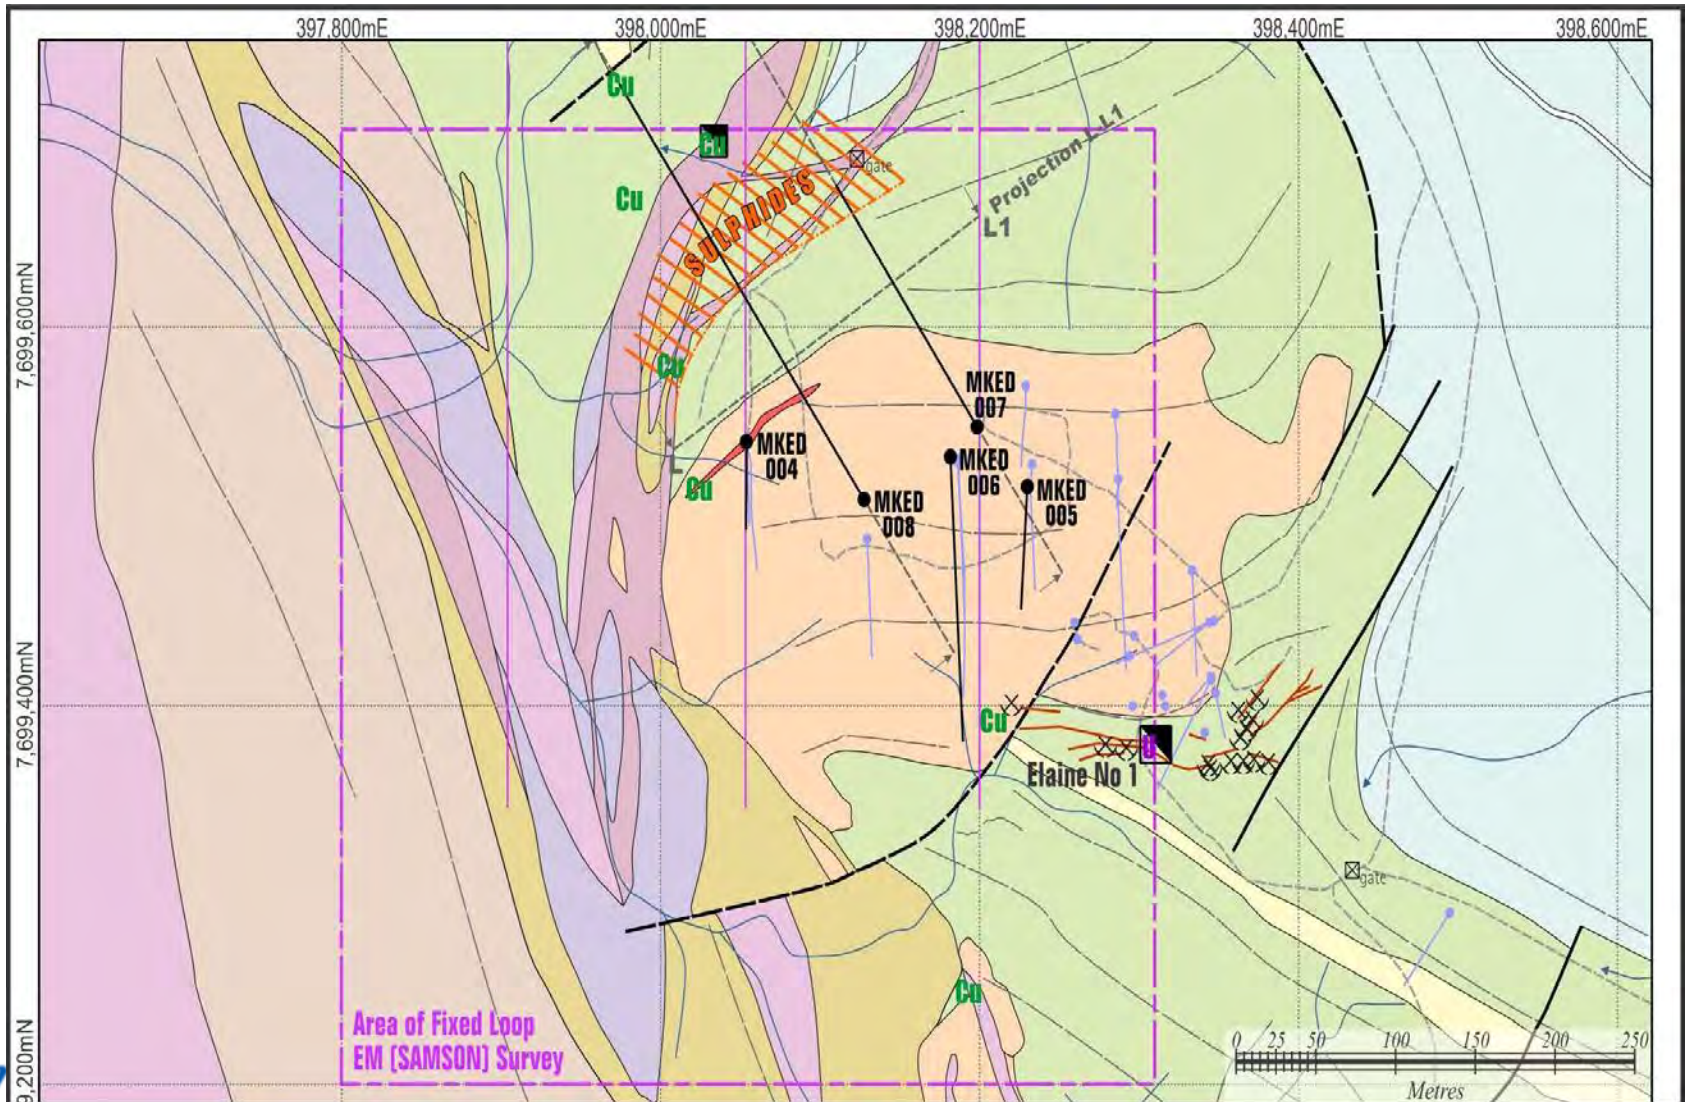 397,800mE
398,000mE
398,200mE
398,400mE
398,600mE
Cu
Cu
gate
Cu
SULPHIDES
Projection L-L1
L1
7,699,600mN
Cu
MKED
007
MKED
004
L
MKED
006
Cu
MKED
008
MKED
005
7,699,400mN
Cu
U
Elaine No 1
gate
Cu
Area of Fixed Loop
EM (SAMSON) Survey
0 25 50 100 150 200 250
Metres
9,200mN